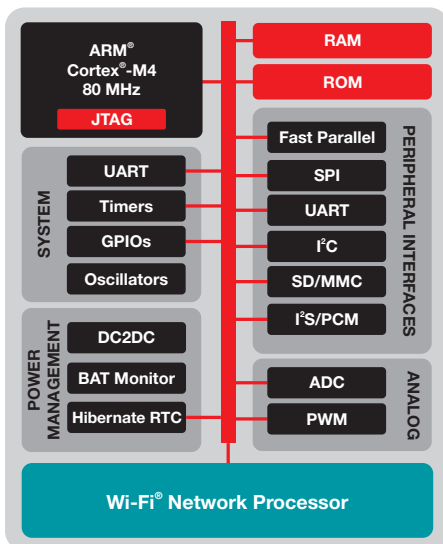 ARM®
Cortex®-M4
80 MHz
JTAG
RAM
ROM
SYSTEM
UART
Timers
GPIOs
Oscillators
POWER
MANAGEMENT
DC2DC
BAT Monitor
Hibernate RTC
PERIPHERAL INTERFACES
Fast Parallel
SPI
UART
I²C
SD/MMC
I²S/PCM
ANALOG
ADC
PWM
Wi-Fi® Network Processor